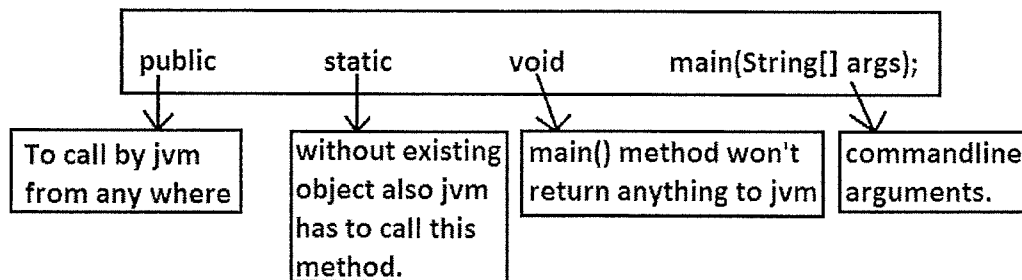 public static void main(String[] args);
To call by jvm
from any where
without existing
object also jvm
has to call this
method.
main() method won't
return anything to jvm
commandline
arguments.